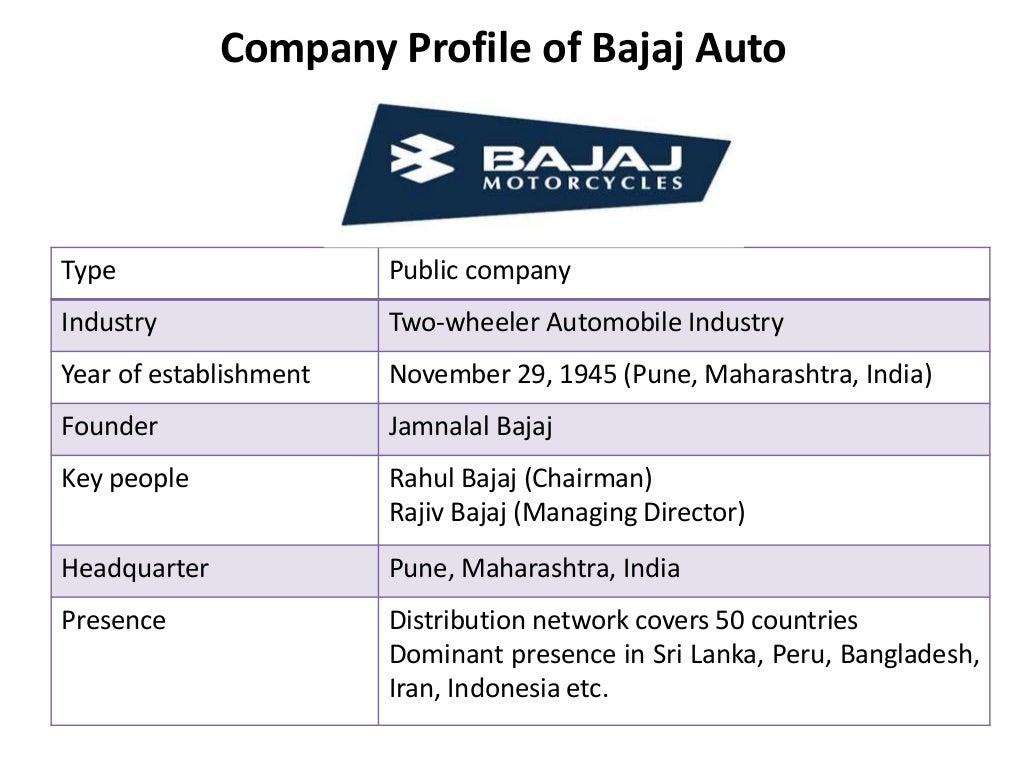 Company Profile of Bajaj Auto
BAJAJ
MOTORCYCLES
Type Public company
Industry Two-wheeler Automobile Industry
Year of establishment November 29, 1945 (Pune, Maharashtra, India)
Founder Jamnalal Bajaj
Key people Rahul Bajaj (Chairman)
Rajiv Bajaj (Managing Director)
Headquarter Pune, Maharashtra, India
Presence Distribution network covers 50 countries
Dominant presence in Sri Lanka, Peru, Bangladesh,
Iran, Indonesia etc.